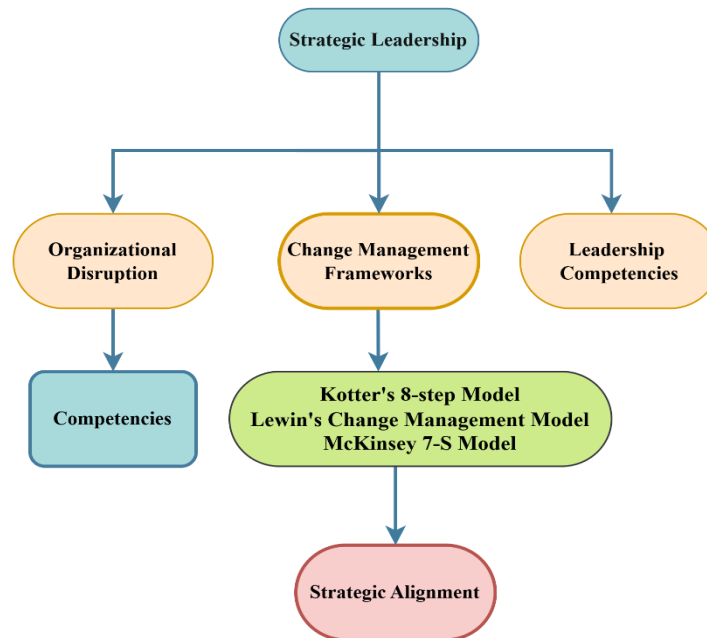 Strategic Leadership
Organizational
Disruption
Change Management
Frameworks
Leadership
Competencies
Competencies
Kotter's 8-step Model
Lewin's Change Management Model
McKinsey 7-S Model
Strategic Alignment